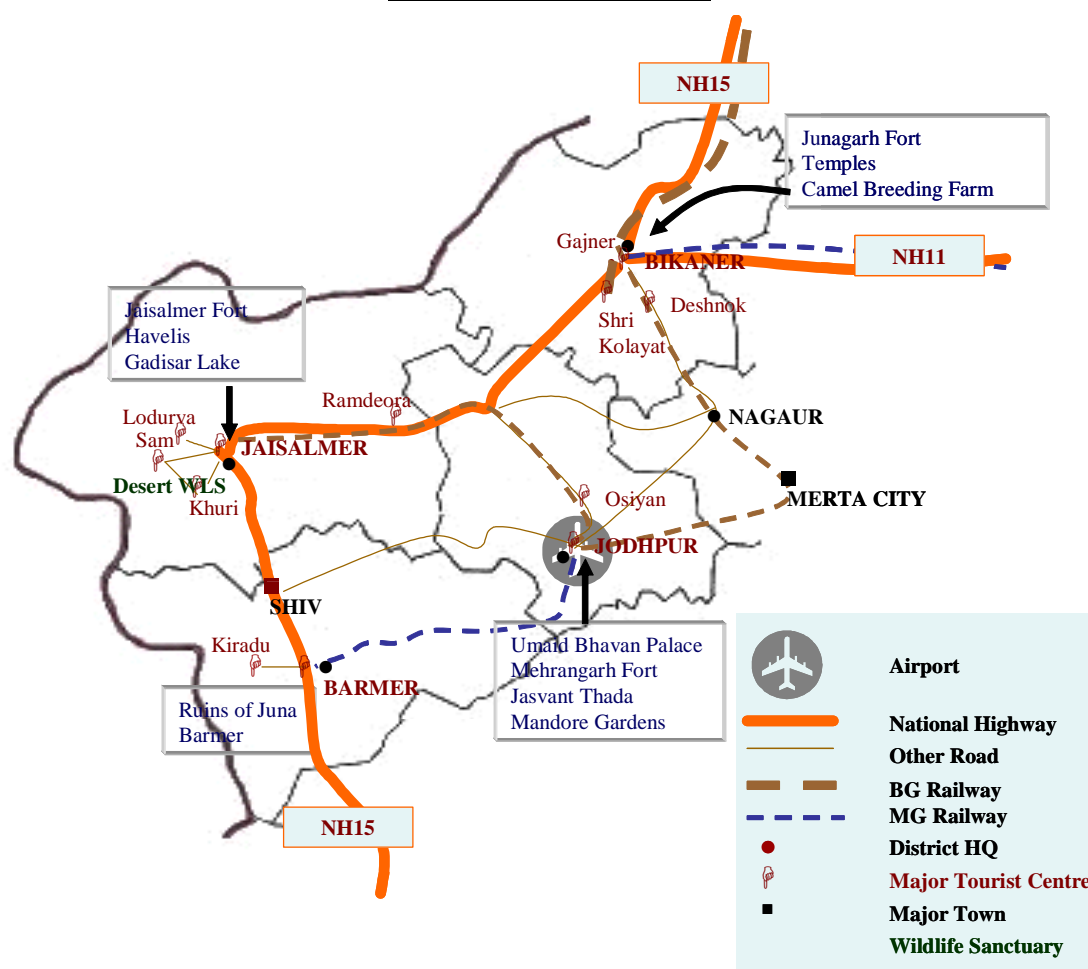 NH15
Junagarh Fort
Temples
Camel Breeding Farm
Gajner
BIKANER
NH11
Deshnok
Shri
Kolayat
Jaisalmer Fort
Havelis
Gadisar Lake
Ramdeora
Lodurva
Sam
JAISALMER
Desert WLS
Khuri
NAGAUR
MERTA CITY
Osiyan
JODHPUR
SHIV
Kiradu
BARMER
Umaid Bhavan Palace
Mehrangarh Fort
Jasvant Thada
Mandore Gardens
Ruins of Juna
Barmer
NH15
Airport
National Highway
Other Road
BG Railway
MG Railway
District HQ
Major Tourist Centre
Major Town
Wildlife Sanctuary